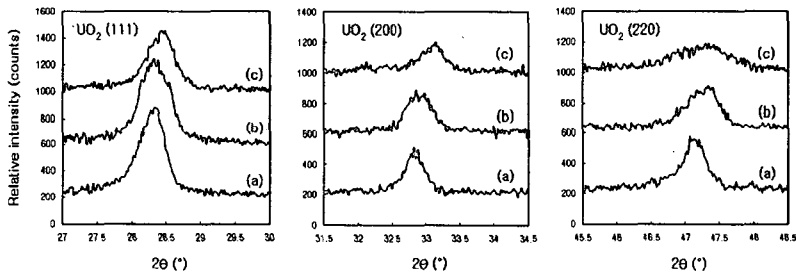 Relative intensity (counts)
1600
1400
1200
1000
800
600
400
200
0
UO2 (111)
(c)
(b)
(a)
27
27.5
28
28.5
29
29.5
30
2θ (°)
1400
1200
1000
800
600
400
200
0
UO2 (200)
(c)
(b)
(a)
31.5
32
32.5
33
33.5
34
34.5
2θ (°)
1400
1200
1000
800
600
400
200
0
UO2 (220)
(c)
(b)
(a)
45.5
46
46.5
47
47.5
48
48.5
2θ (°)